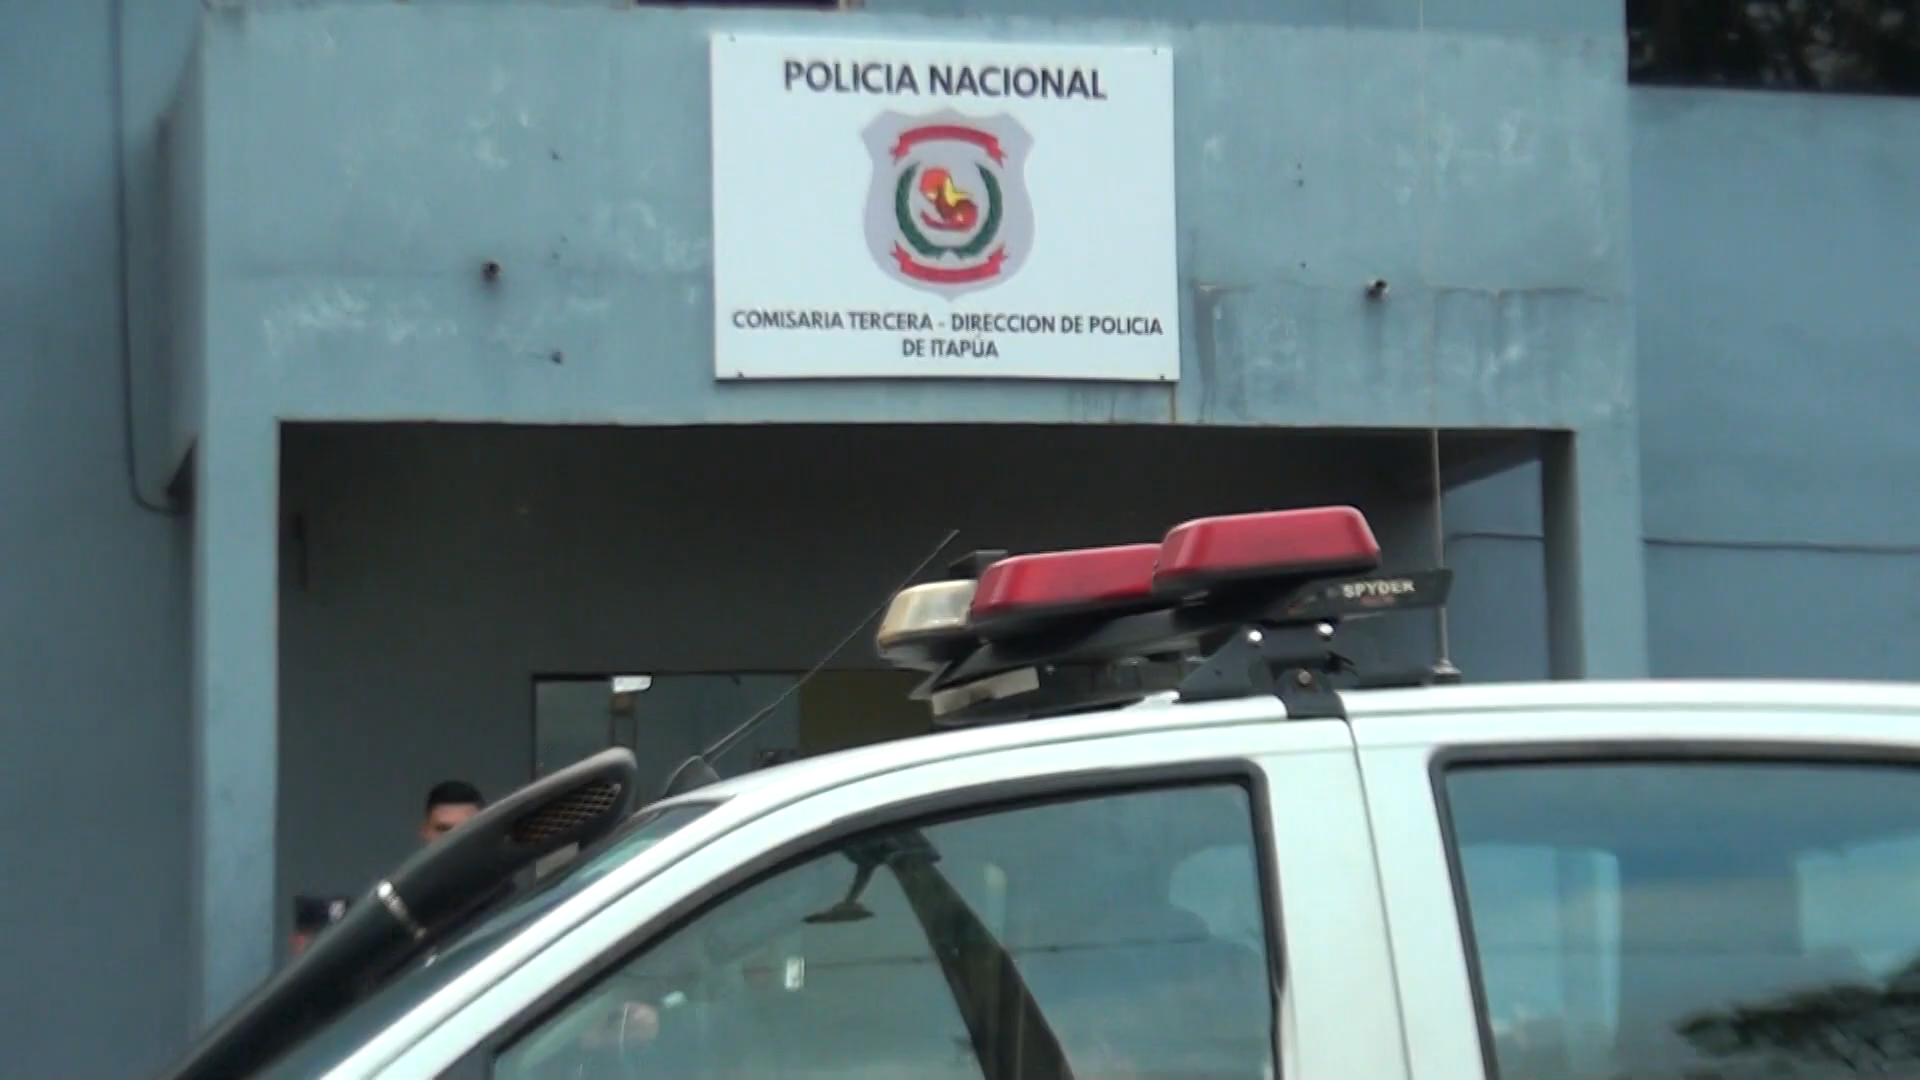 POLICIA NACIONAL
COMISARIA TERCERA - DIRECCION DE POLICIA
DE ITAPÚA
SPYDER